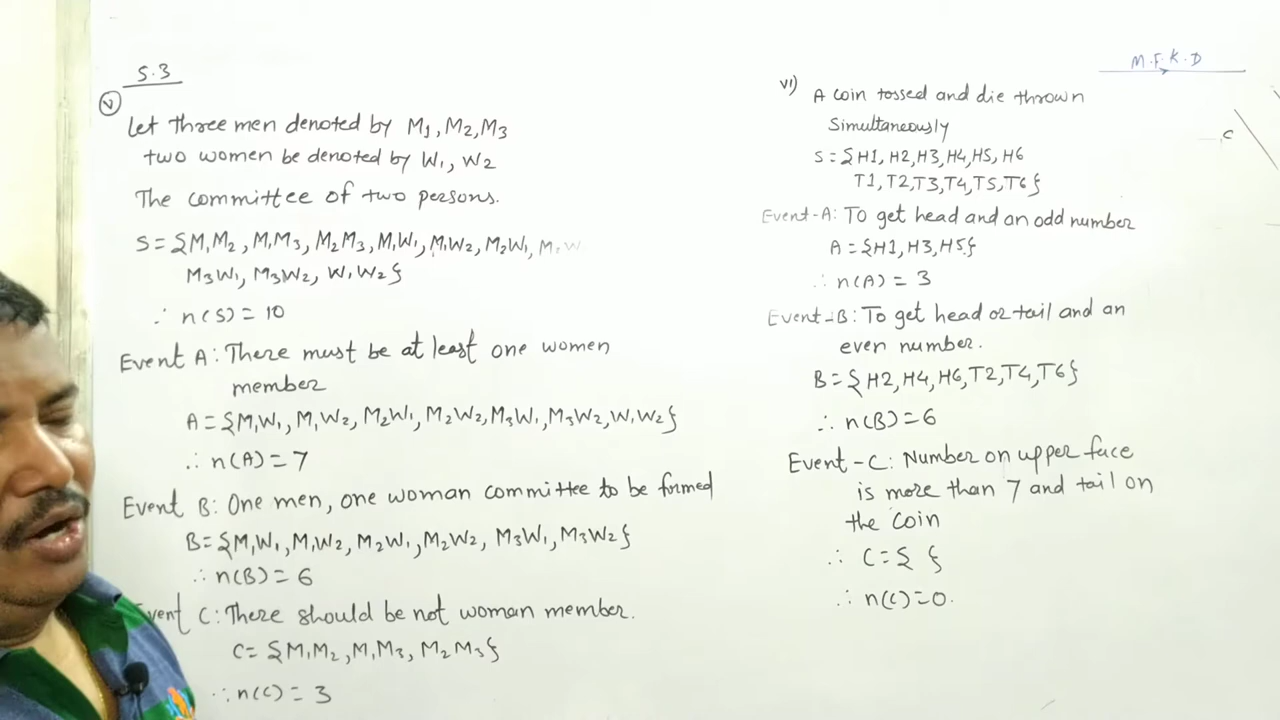 5.3
v
Let three men denoted by M1, M2, M3
two women be denoted by W1, W2
The committee of two persons.
S = {M1M2, M1M3, M2M3, M1W1, M1W2, M2W1, M2W
M3W1, M3W2, W1W2}
∴ n(S) = 10
Event A: There must be at least one women
member
A = {M1W1, M1W2, M2W1, M2W2, M3W1, M3W2, W1W2}
∴ n(A) = 7
Event B: One men, one woman committee to be formed
B = {M1W1, M1W2, M2W1, M2W2, M3W1, M3W2}
∴ n(B) = 6
vent C: There should be not woman member.
C = {M1M2, M1M3, M2M3}
∴ n(C) = 3
M.F.K.D
vi) A coin tossed and die thrown
Simultaneously
S = {H1, H2, H3, H4, H5, H6
T1, T2, T3, T4, T5, T6}
Event-A: To get head and an odd number
A = {H1, H3, H5}
∴ n(A) = 3
Event-B: To get head or tail and an
even number.
B = {H2, H4, H6, T2, T4, T6}
∴ n(B) = 6
Event-C: Number on upper face
is more than 7 and tail on
the coin
∴ C = { }
∴ n(C) = 0.
C